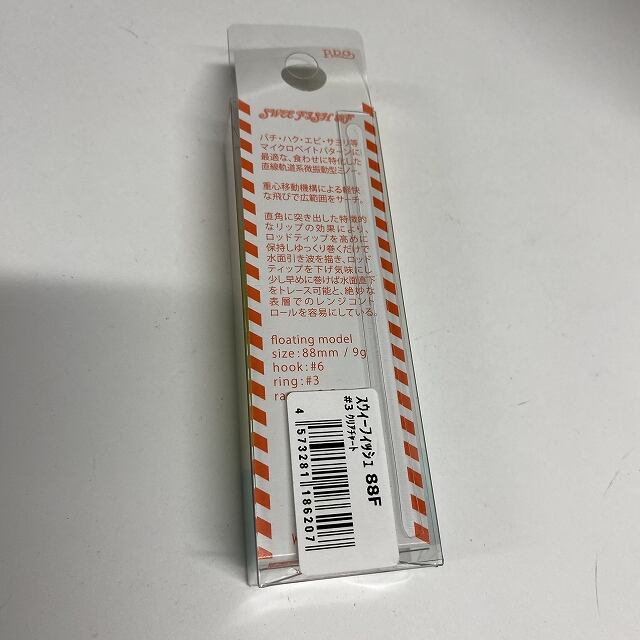 SWEE FISH 88F
バチ・ハク・エビ・サヨリ等
マイクロベイトパターンに
最適な、食わせに特化した
直線軌道系微振動型ミノー。
重心移動機構による軽快
な飛びで広範囲をサーチ。
直角に突き出した特徴的
なリップの効果により、
ロッドティップを高めに
保持しゆっくり巻くだけで
水面引き波を描き、ロッド
ティップを下げ気味にし
少し早めに巻けば水面直下
をトレース可能と、絶妙な
表層でのレンジコント
ロールを容易にしている。
floating model
size:88mm / 9g
hook:#6
ring:#3
スウィーフィッシュ 88F
#3 クリアチャート
4 573281 186207